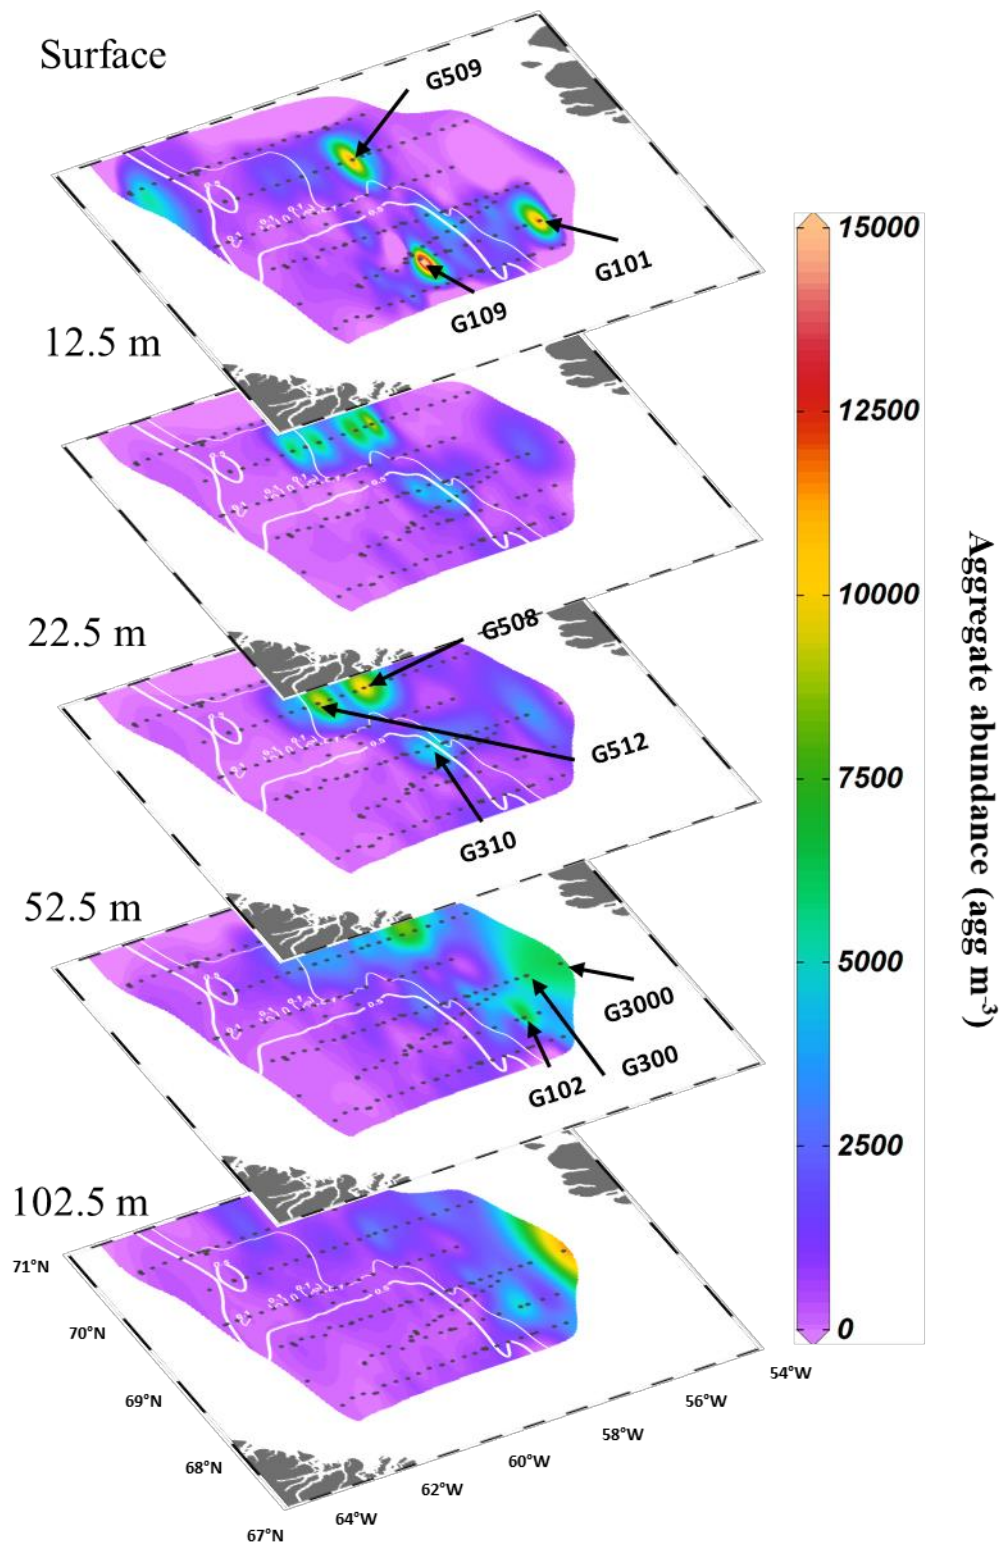 Surface
G509
G101
G109
12.5 m
22.5 m
G508
G512
G310
52.5 m
G3000
G300
G102
102.5 m
71°N
70°N
69°N
68°N
67°N
64°W
62°W
60°W
58°W
56°W
54°W
15000
12500
10000
7500
5000
2500
0
Aggregate abundance (agg m⁻³)